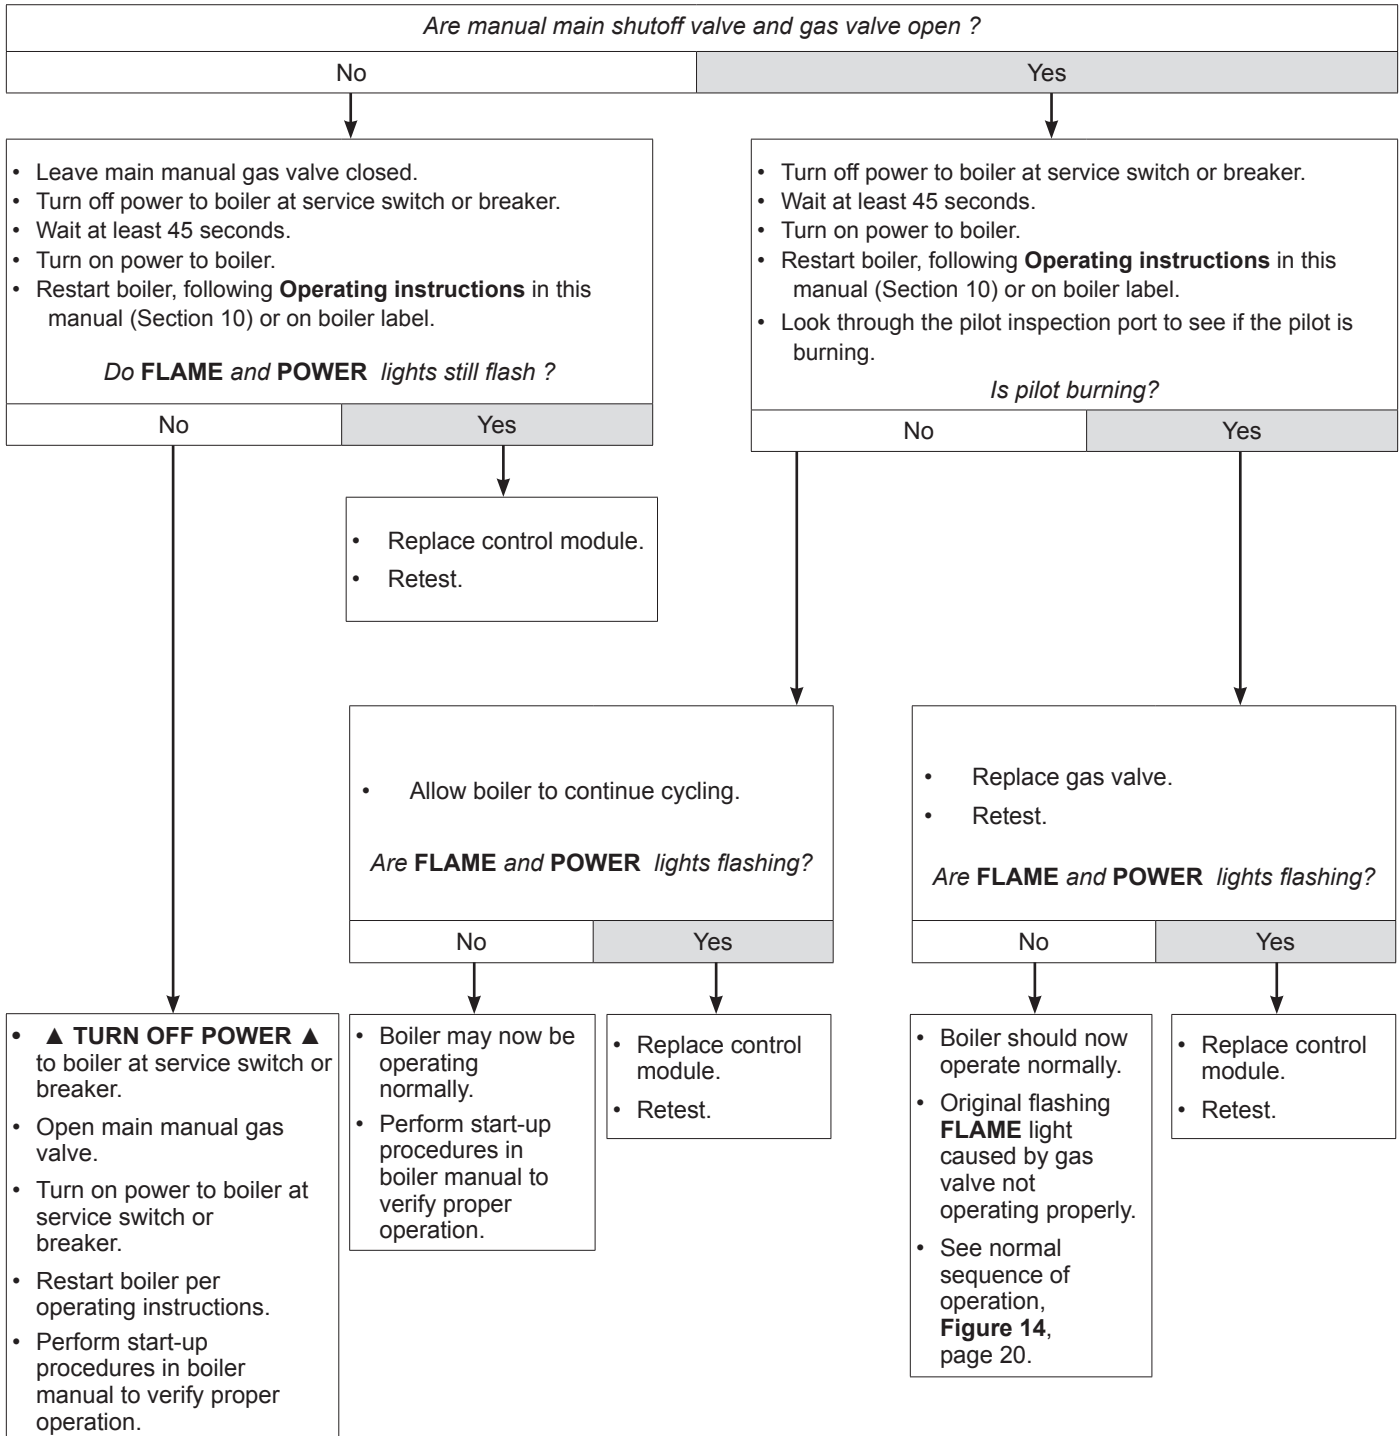 Are manual main shutoff valve and gas valve open ?
No
Yes
• Leave main manual gas valve closed.
• Turn off power to boiler at service switch or breaker.
• Wait at least 45 seconds.
• Turn on power to boiler.
• Restart boiler, following Operating instructions in this
manual (Section 10) or on boiler label.
Do FLAME and POWER lights still flash ?
No
Yes
• Turn off power to boiler at service switch or breaker.
• Wait at least 45 seconds.
• Turn on power to boiler.
• Restart boiler, following Operating instructions in this
manual (Section 10) or on boiler label.
• Look through the pilot inspection port to see if the pilot is
burning.
Is pilot burning?
No
Yes
• Replace control module.
• Retest.
• Allow boiler to continue cycling.
Are FLAME and POWER lights flashing?
No
Yes
• Replace gas valve.
• Retest.
Are FLAME and POWER lights flashing?
No
Yes
• ▲ TURN OFF POWER ▲
to boiler at service switch or
breaker.
• Open main manual gas
valve.
• Turn on power to boiler at
service switch or
breaker.
• Restart boiler per
operating instructions.
• Perform start-up
procedures in boiler
manual to verify proper
operation.
• Boiler may now be
operating
normally.
• Perform start-up
procedures in
boiler manual to
verify proper
operation.
• Replace control
module.
• Retest.
• Boiler should now
operate normally.
• Original flashing
FLAME light
caused by gas
valve not
operating properly.
• See normal
sequence of
operation,
Figure 14,
page 20.
• Replace control
module.
• Retest.